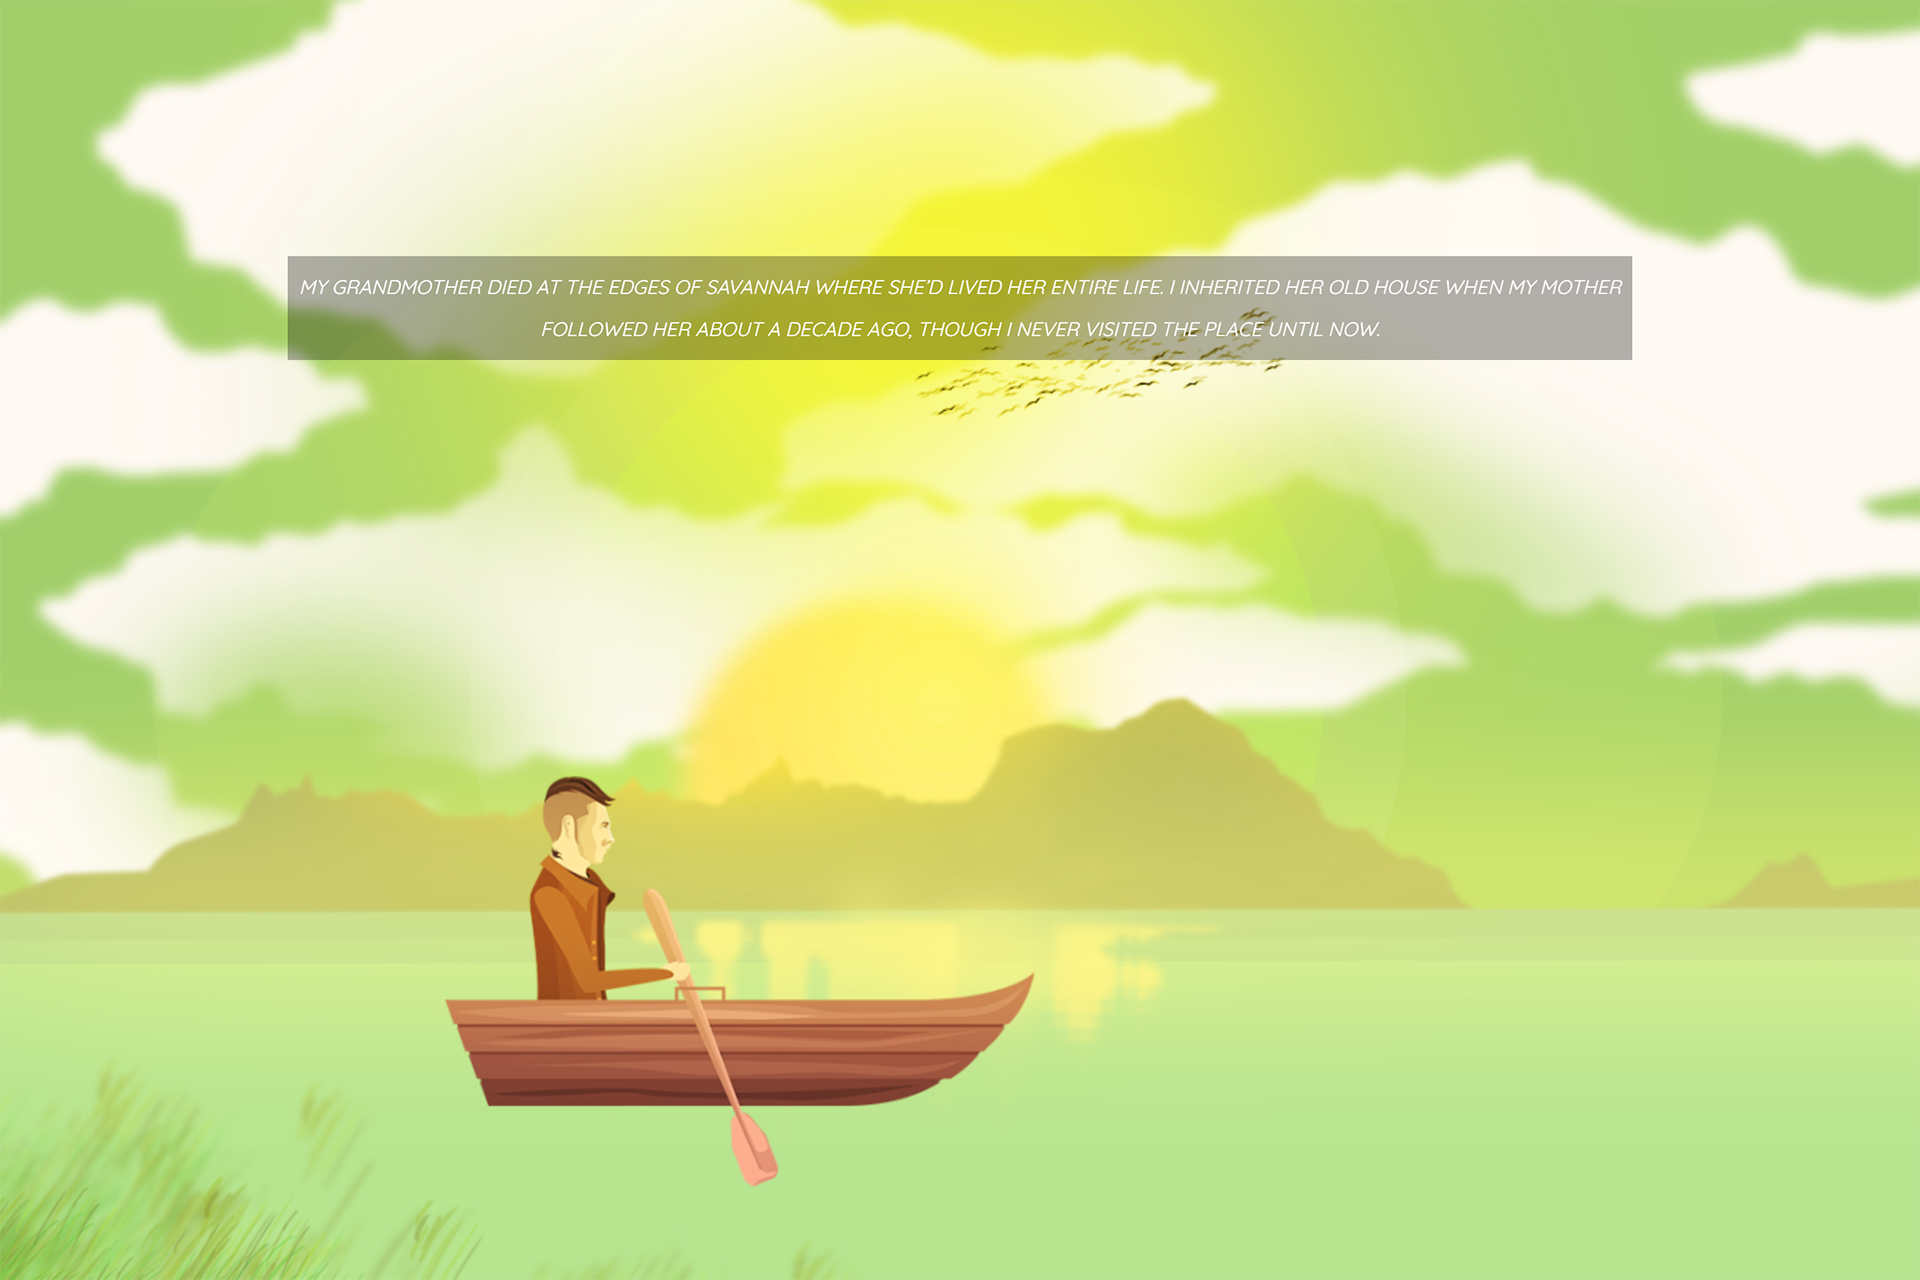 MY GRANDMOTHER DIED AT THE EDGES OF SAVANNAH WHERE SHE’D LIVED HER ENTIRE LIFE. I INHERITED HER OLD HOUSE WHEN MY MOTHER
FOLLOWED HER ABOUT A DECADE AGO, THOUGH I NEVER VISITED THE PLACE UNTIL NOW.